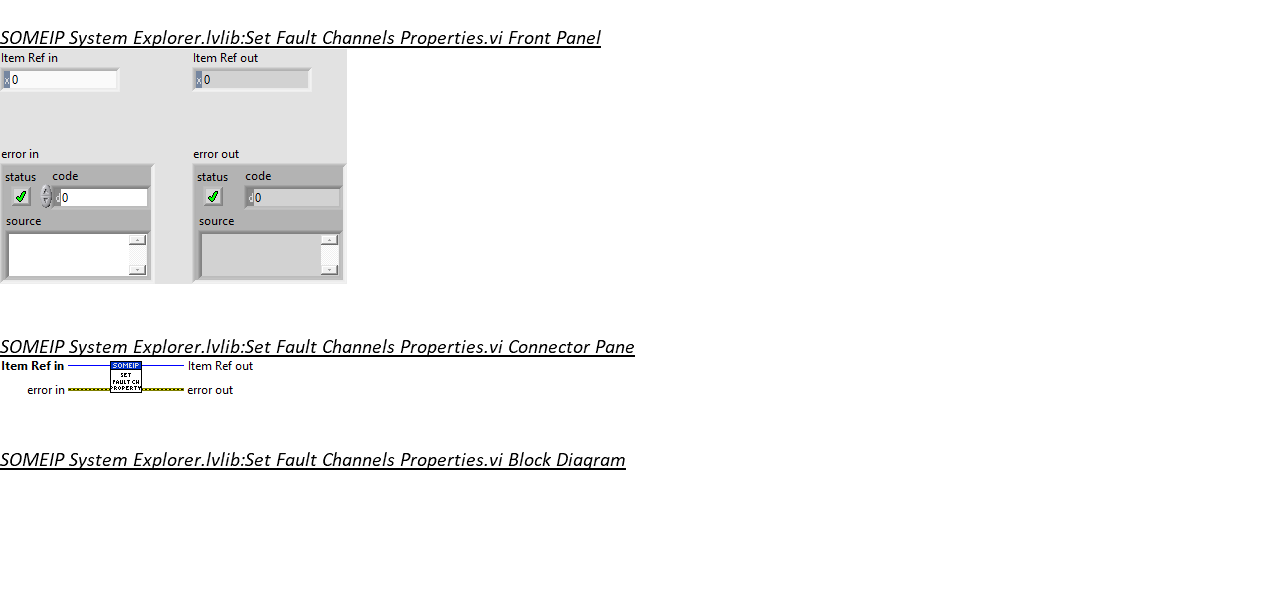 SOMEIP System Explorer.lvlib:Set Fault Channels Properties.vi Front Panel
Item Ref in Item Ref out
x 0 x 0
error in error out
status code status code
d 0 d 0
source source
SOMEIP System Explorer.lvlib:Set Fault Channels Properties.vi Connector Pane
Item Ref in SOMEIP Item Ref out
SET
FAULT CH
error in PROPERTY error out
SOMEIP System Explorer.lvlib:Set Fault Channels Properties.vi Block Diagram